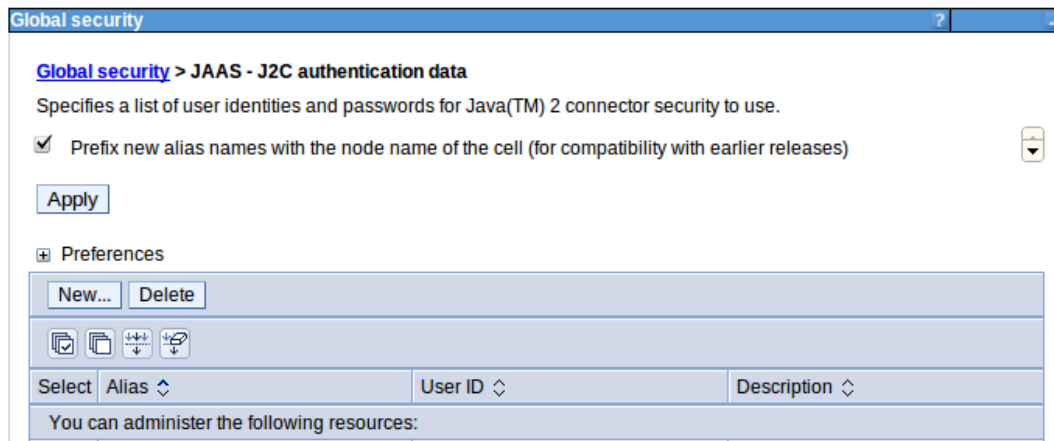 Global security ?
Global security > JAAS - J2C authentication data
Specifies a list of user identities and passwords for Java(TM) 2 connector security to use.
Prefix new alias names with the node name of the cell (for compatibility with earlier releases)
Apply
Preferences
New... Delete
Select Alias User ID Description
You can administer the following resources: